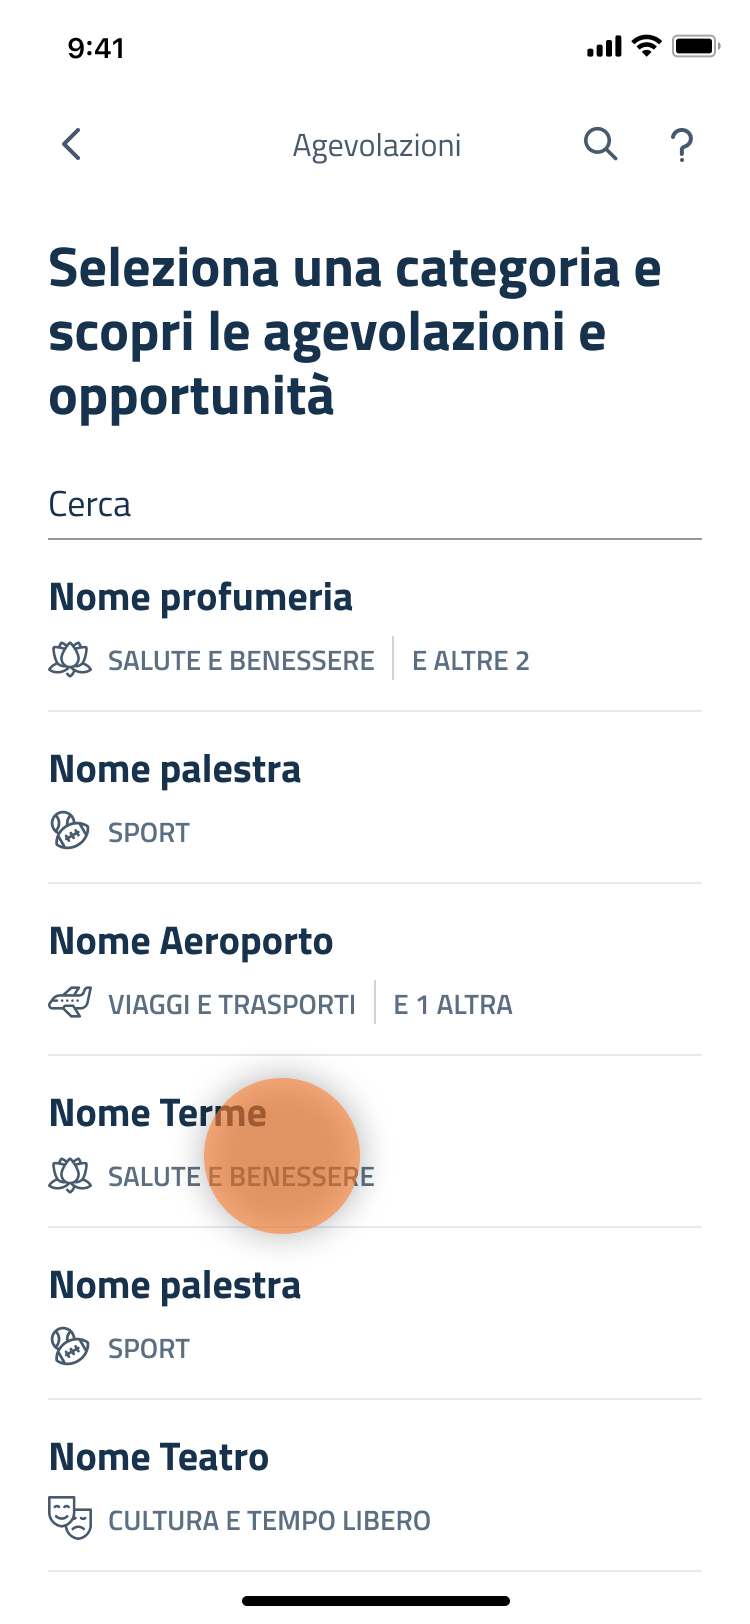 9:41
Agevolazioni
Seleziona una categoria e
scopri le agevolazioni e
opportunità
Cerca
Nome profumeria
SALUTE E BENESSERE E ALTRE 2
Nome palestra
SPORT
Nome Aeroporto
VIAGGI E TRASPORTI E 1 ALTRA
Nome Terme
SALUTE E BENESSERE
Nome palestra
SPORT
Nome Teatro
CULTURA E TEMPO LIBERO